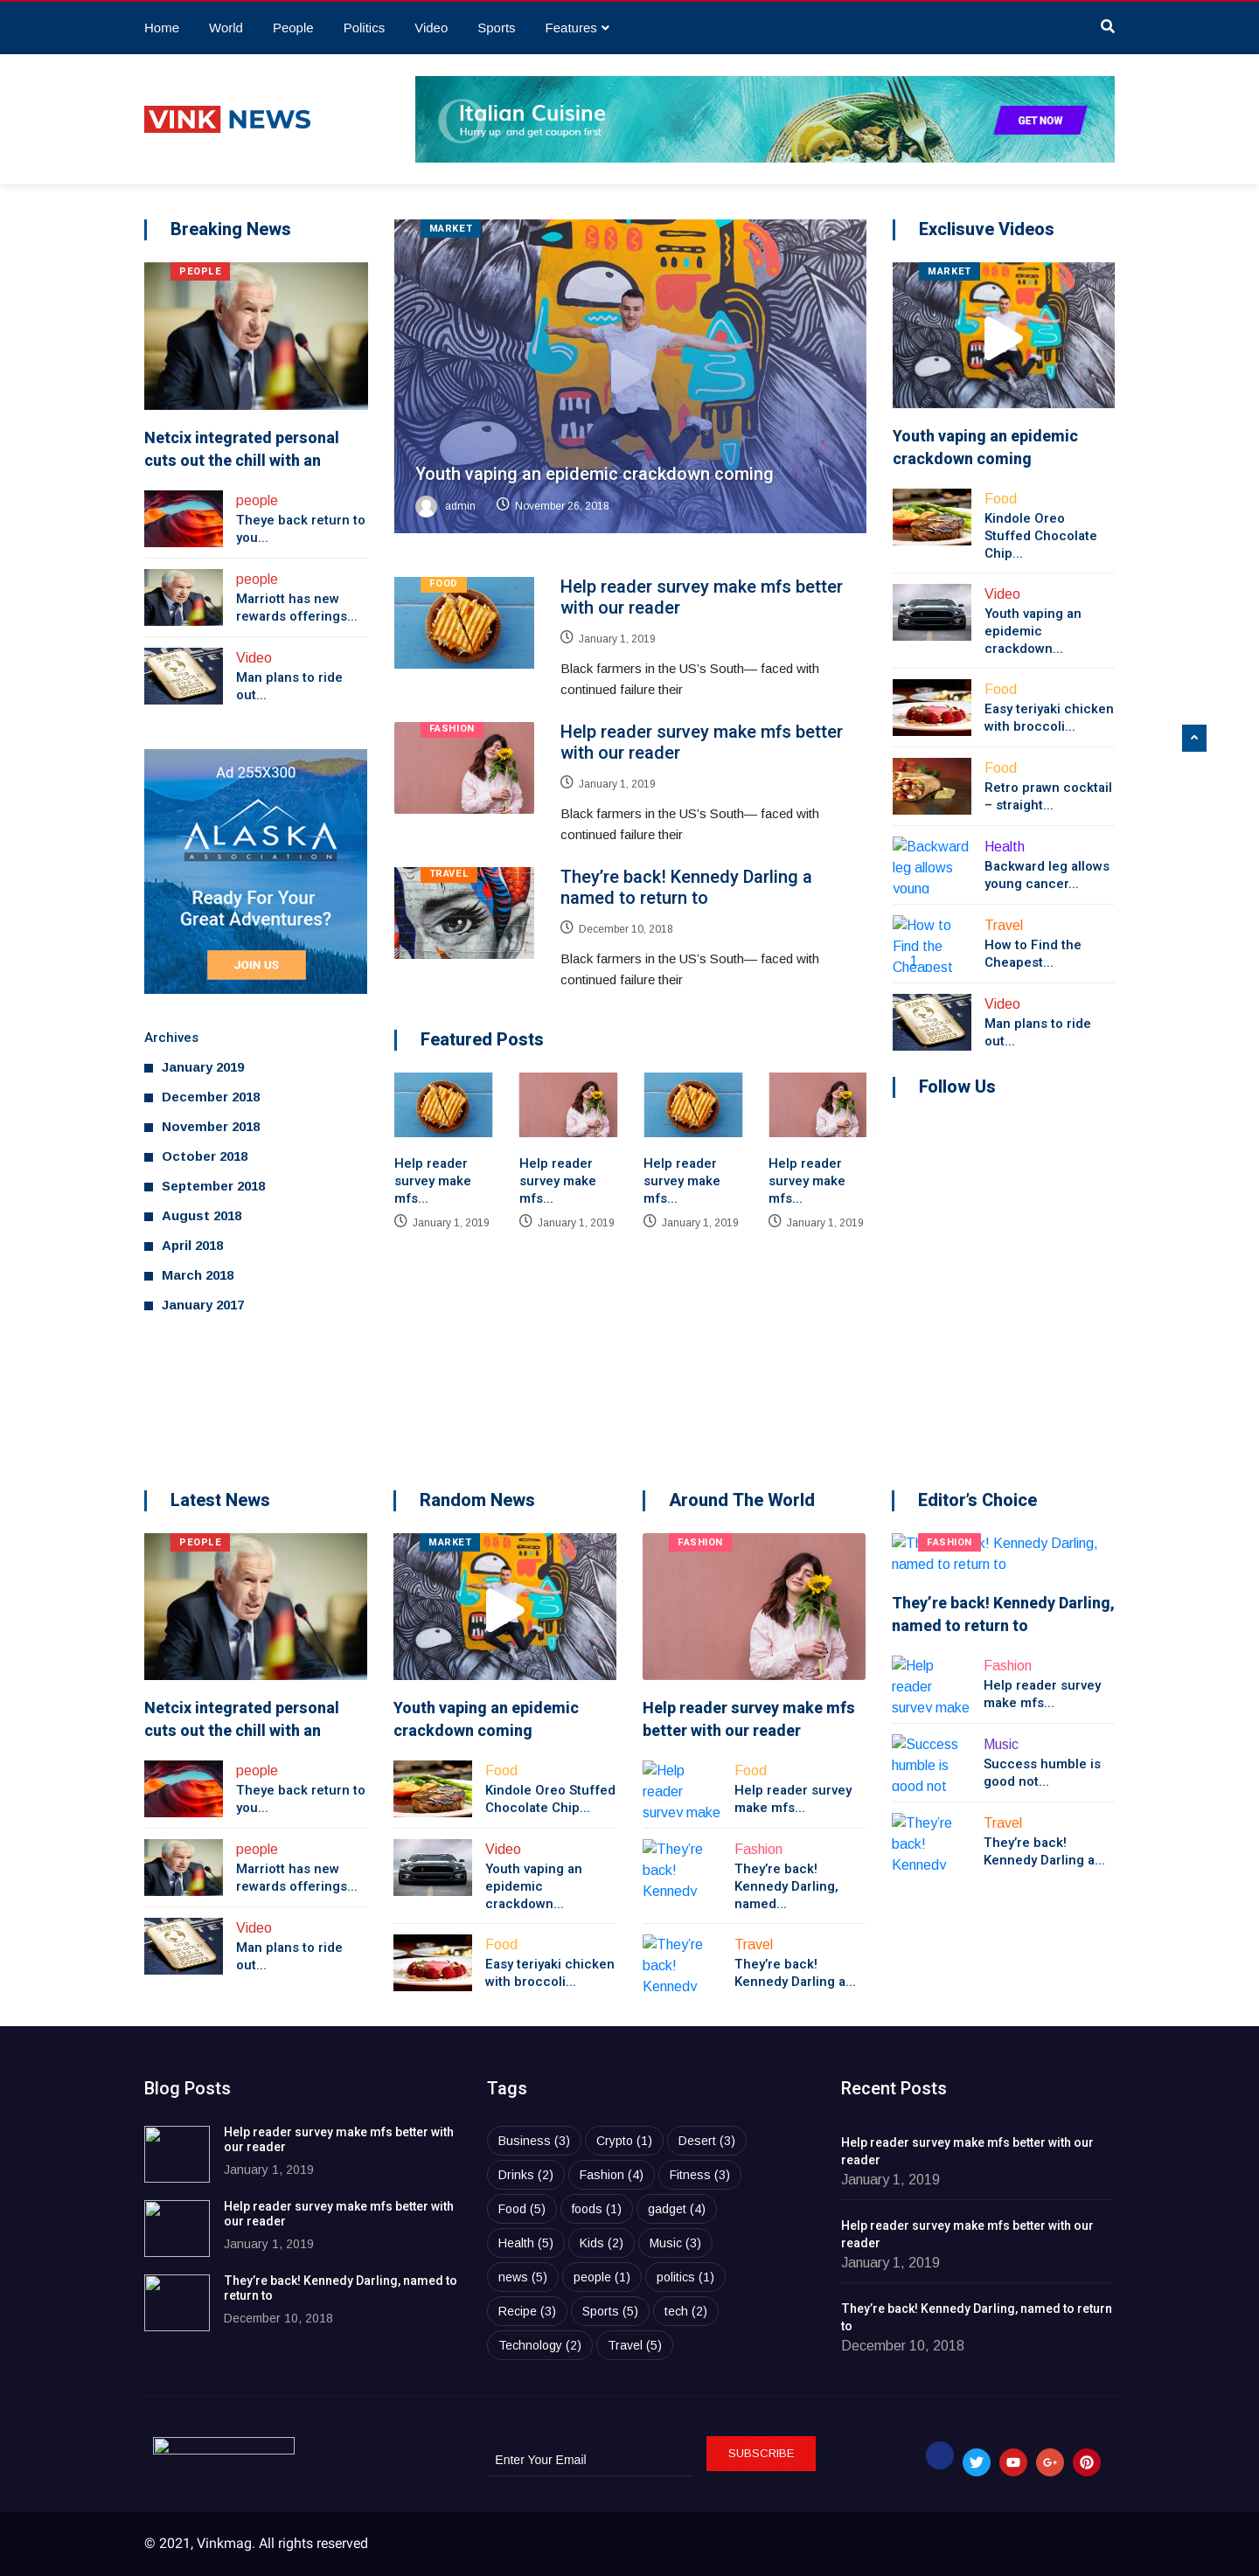 Home World People Politics Video Sports Features
VINK NEWS
Italian Cuisine
Hurry up and get coupon first
GET NOW
Breaking News
PEOPLE
Netcix integrated personal
cuts out the chill with an
people
Theye back return to
you...
people
Marriott has new
rewards offerings...
Video
Man plans to ride
out...
Ad 255X300
ALASKA
ASSOCIATION
Ready For Your
Great Adventures?
JOIN US
Archives
January 2019
December 2018
November 2018
October 2018
September 2018
August 2018
April 2018
March 2018
January 2017
MARKET
Youth vaping an epidemic crackdown coming
admin November 26, 2018
FOOD
Help reader survey make mfs better
with our reader
January 1, 2019
Black farmers in the US's South— faced with
continued failure their
FASHION
Help reader survey make mfs better
with our reader
January 1, 2019
Black farmers in the US's South— faced with
continued failure their
TRAVEL
They're back! Kennedy Darling a
named to return to
December 10, 2018
Black farmers in the US's South— faced with
continued failure their
Featured Posts
Help reader
survey make
mfs...
January 1, 2019
Help reader
survey make
mfs...
January 1, 2019
Help reader
survey make
mfs...
January 1, 2019
Help reader
survey make
mfs...
January 1, 2019
Exclisuve Videos
MARKET
Youth vaping an epidemic
crackdown coming
Food
Kindole Oreo
Stuffed Chocolate
Chip...
Video
Youth vaping an
epidemic
crackdown...
Food
Easy teriyaki chicken
with broccoli...
Food
Retro prawn cocktail
– straight...
Backward
leg allows
young
Health
Backward leg allows
young cancer...
How to
Find the
Cheapest
1
Travel
How to Find the
Cheapest...
Video
Man plans to ride
out...
Follow Us
Latest News
PEOPLE
Netcix integrated personal
cuts out the chill with an
people
Theye back return to
you...
people
Marriott has new
rewards offerings...
Video
Man plans to ride
out...
Random News
MARKET
Youth vaping an epidemic
crackdown coming
Food
Kindole Oreo Stuffed
Chocolate Chip...
Video
Youth vaping an
epidemic
crackdown...
Food
Easy teriyaki chicken
with broccoli...
Around The World
FASHION
Help reader survey make mfs
better with our reader
Help
reader
survey make
Food
Help reader survey
make mfs...
They're
back!
Kennedy
Fashion
They're back!
Kennedy Darling,
named...
They're
back!
Kennedy
Travel
They're back!
Kennedy Darling a...
Editor's Choice
FASHION
k! Kennedy Darling,
named to return to
They're back! Kennedy Darling,
named to return to
Help
reader
survey make
Fashion
Help reader survey
make mfs...
Success
humble is
good not
Music
Success humble is
good not...
They're
back!
Kennedy
Travel
They're back!
Kennedy Darling a...
Blog Posts
Help reader survey make mfs better with
our reader
January 1, 2019
Help reader survey make mfs better with
our reader
January 1, 2019
They're back! Kennedy Darling, named to
return to
December 10, 2018
Tags
Business (3) Crypto (1) Desert (3)
Drinks (2) Fashion (4) Fitness (3)
Food (5) foods (1) gadget (4)
Health (5) Kids (2) Music (3)
news (5) people (1) politics (1)
Recipe (3) Sports (5) tech (2)
Technology (2) Travel (5)
Recent Posts
Help reader survey make mfs better with our
reader
January 1, 2019
Help reader survey make mfs better with our
reader
January 1, 2019
They're back! Kennedy Darling, named to return
to
December 10, 2018
Enter Your Email
SUBSCRIBE
© 2021, Vinkmag. All rights reserved